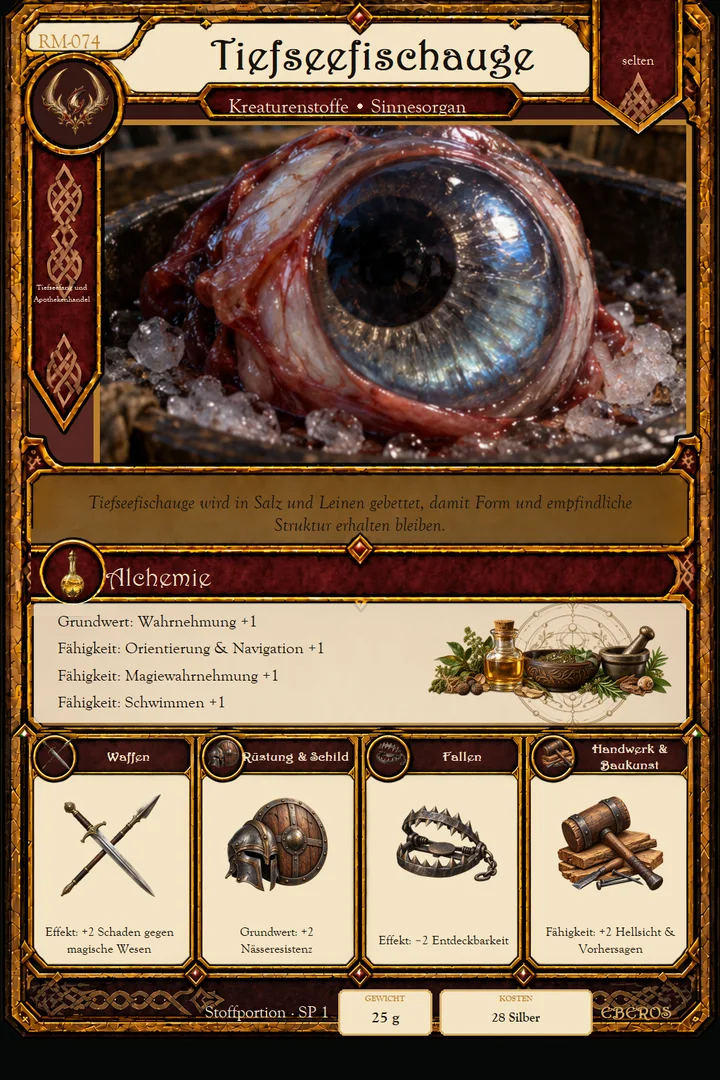 RM-074
Tiefseefischauge
selten
Kreaturenstoffe • Sinnesorgan
Tiefseefang und
Apothekenhandel
Tiefseefischauge wird in Salz und Leinen gebettet, damit Form und empfindliche
Struktur erhalten bleiben.
Alchemie
Grundwert: Wahrnehmung +1
Fähigkeit: Orientierung & Navigation +1
Fähigkeit: Magiewahrnehmung +1
Fähigkeit: Schwimmen +1
Waffen
Effekt: +2 Schaden gegen
magische Wesen
Rüstung & Schild
Grundwert: +2
Nässeresistenz
Fallen
Effekt: −2 Entdeckbarkeit
Handwerk &
Baukunst
Fähigkeit: +2 Hellsicht &
Vorhersagen
Stoffportion · SP 1
GEWICHT
25 g
KOSTEN
28 Silber
EBEROS